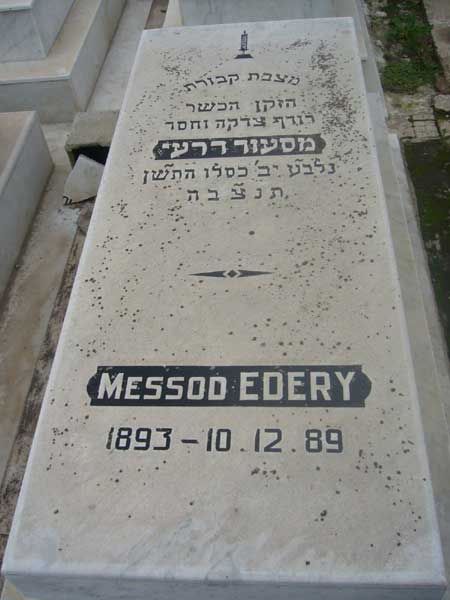 מצבת קבורת
הזקן הכשר
רודף צדקה וחסד
מסעוד דרעי
נלב״ע יב׳ כסלו התש״ן
ת נ צ ב ה
MESSOD EDERY
1893 – 10.12.89